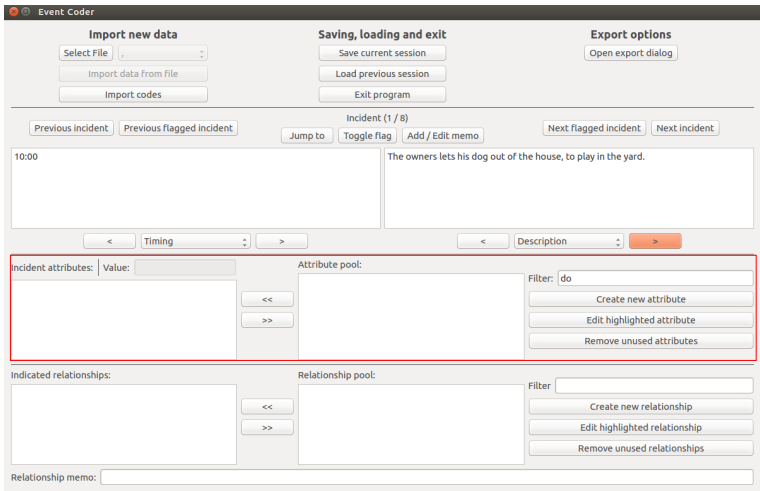 Event Coder
Import new data
Saving, loading and exit
Export options
Select File
,
Save current session
Open export dialog
Import data from file
Load previous session
Import codes
Exit program
Incident (1 / 8)
Previous incident
Previous flagged incident
Jump to
Toggle flag
Add / Edit memo
Next flagged incident
Next incident
10:00
The owners lets his dog out of the house, to play in the yard.
<
Timing
>
<
Description
>
Incident attributes:
Value:
Attribute pool:
Filter: do
<<
Create new attribute
>>
Edit highlighted attribute
Remove unused attributes
Indicated relationships:
Relationship pool:
Filter
<<
Create new relationship
>>
Edit highlighted relationship
Remove unused relationships
Relationship memo: